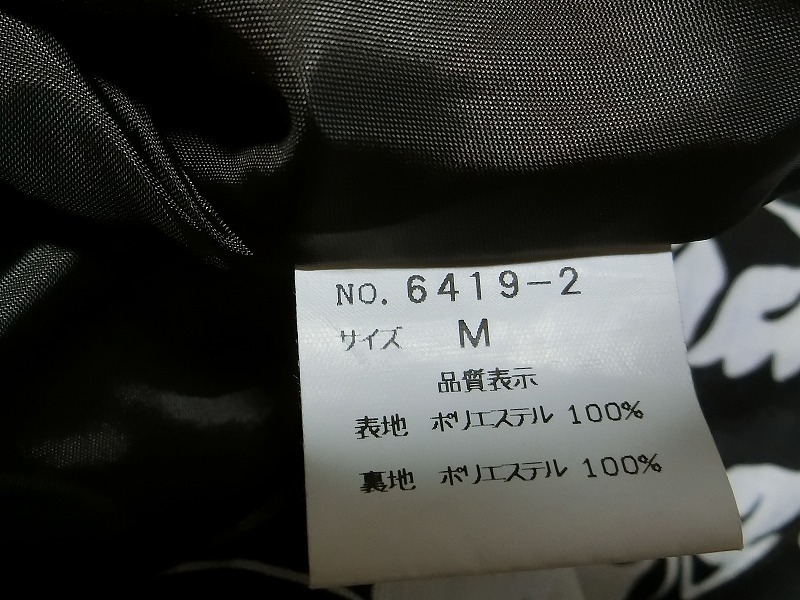 NO. 6419-2
サイズ M
品質表示
表地 ポリエステル 100%
裏地 ポリエステル 100%